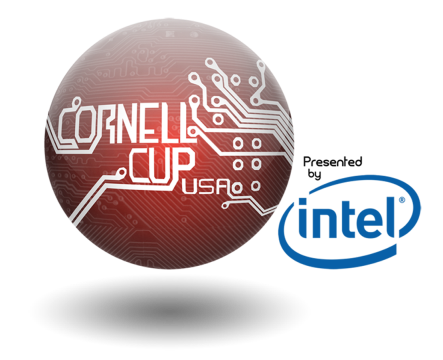 CORNELL
CUP
USA
Presented
by
intel®